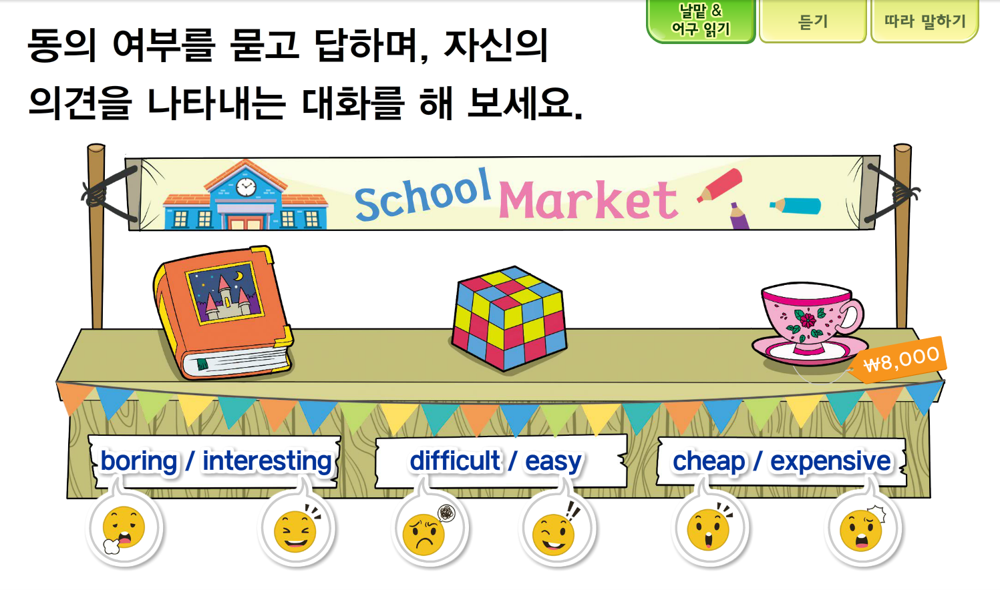 날말 &
어구 읽기
듣기
따라 말하기
동의 여부를 묻고 답하며, 자신의
의견을 나타내는 대화를 해 보세요.
School Market
₩8,000
boring / interesting
difficult / easy
cheap / expensive